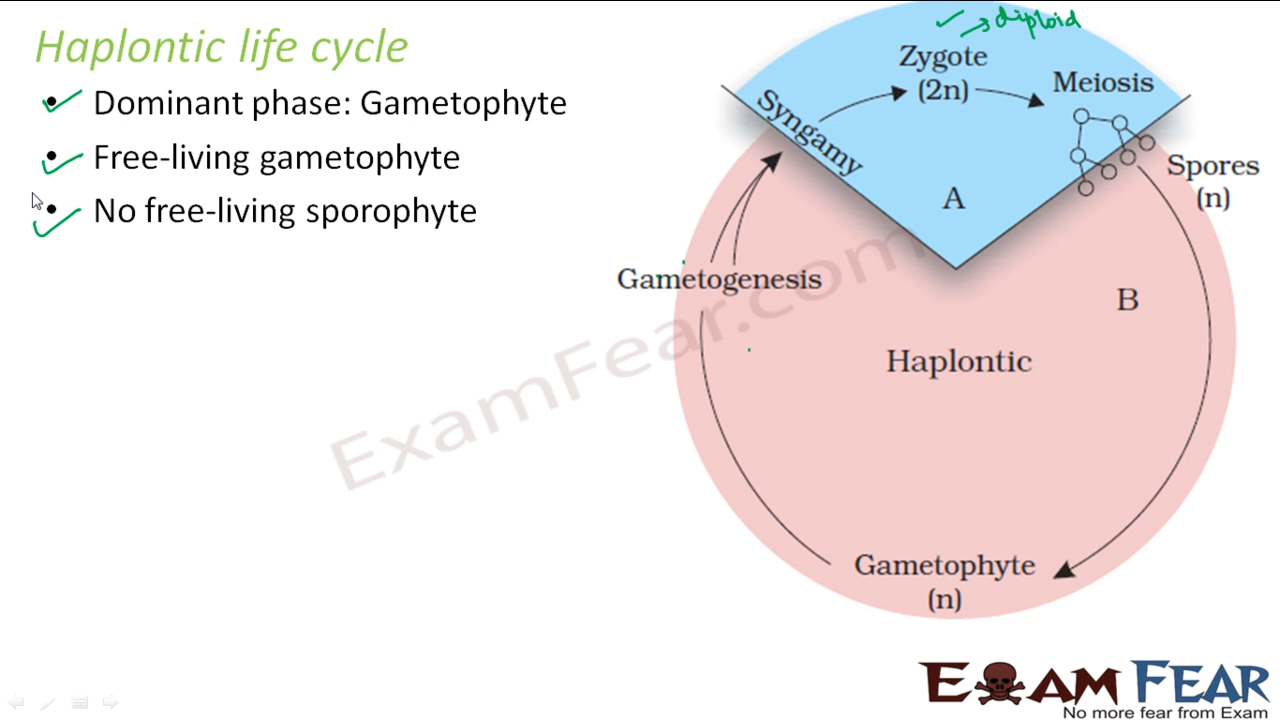 Haplontic life cycle
• Dominant phase: Gametophyte
• Free-living gametophyte
• No free-living sporophyte
→ diploid
Zygote
(2n)
Meiosis
Syngamy
Spores
(n)
A
Gametogenesis
B
Haplontic
Gametophyte
(n)
ExamFear.com
EXAM FEAR
No more fear from Exam